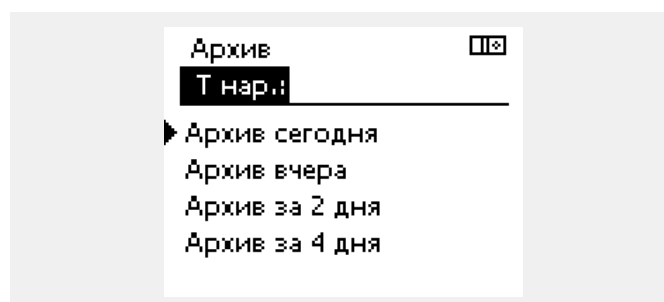 Архив
Т нар.:
Архив сегодня
Архив вчера
Архив за 2 дня
Архив за 4 дня